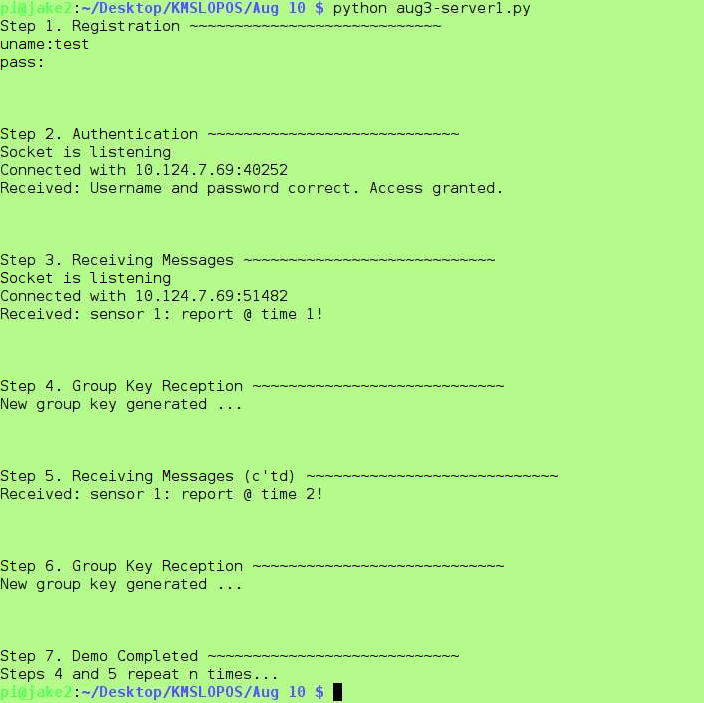 pi@jake2:~/Desktop/KMSLOPOS/Aug 10 $ python aug3-server1.py
Step 1. Registration ~~~~~~~~~~~~~~~~~~~~~~~~~~~~
uname:test
pass:
Step 2. Authentication ~~~~~~~~~~~~~~~~~~~~~~~~~~~~
Socket is listening
Connected with 10.124.7.69:40252
Received: Username and password correct. Access granted.
Step 3. Receiving Messages ~~~~~~~~~~~~~~~~~~~~~~~~~~~~
Socket is listening
Connected with 10.124.7.69:51482
Received: sensor 1: report @ time 1!
Step 4. Group Key Reception ~~~~~~~~~~~~~~~~~~~~~~~~~~~~
New group key generated ...
Step 5. Receiving Messages (c'td) ~~~~~~~~~~~~~~~~~~~~~~~~~~~~
Received: sensor 1: report @ time 2!
Step 6. Group Key Reception ~~~~~~~~~~~~~~~~~~~~~~~~~~~~
New group key generated ...
Step 7. Demo Completed ~~~~~~~~~~~~~~~~~~~~~~~~~~~~
Steps 4 and 5 repeat n times...
pi@jake2:~/Desktop/KMSLOPOS/Aug 10 $